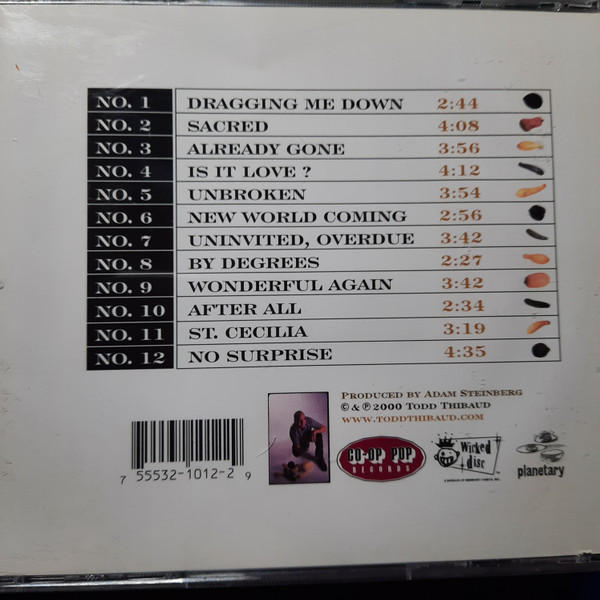 NO. 1 DRAGGING ME DOWN 2:44
NO. 2 SACRED 4:08
NO. 3 ALREADY GONE 3:56
NO. 4 IS IT LOVE ? 4:12
NO. 5 UNBROKEN 3:54
NO. 6 NEW WORLD COMING 2:56
NO. 7 UNINVITED, OVERDUE 3:42
NO. 8 BY DEGREES 2:27
NO. 9 WONDERFUL AGAIN 3:42
NO. 10 AFTER ALL 2:34
NO. 11 ST. CECILIA 3:19
NO. 12 NO SURPRISE 4:35
PRODUCED BY ADAM STEINBERG
© & ℗ 2000 TODD THIBAUD
WWW.TODDTHIBAUD.COM
CO-OP POP
RECORDS
Wicked
disc
planetary
7 55532-1012-2 9